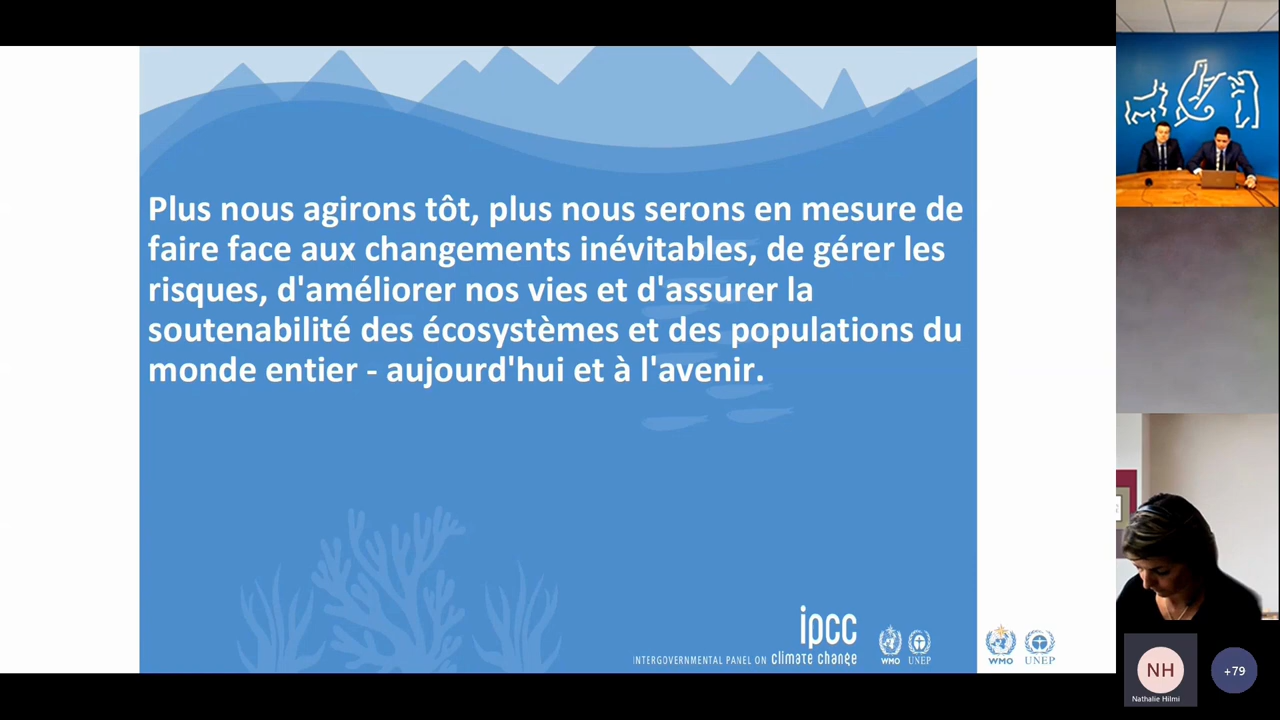 Plus nous agirons tôt, plus nous serons en mesure de
faire face aux changements inévitables, de gérer les
risques, d'améliorer nos vies et d'assurer la
soutenabilité des écosystèmes et des populations du
monde entier - aujourd'hui et à l'avenir.
ipcc
INTERGOVERNMENTAL PANEL ON climate change
WMO
UNEP
WMO
UNEP
NH
Nathalie Hilmi
+79